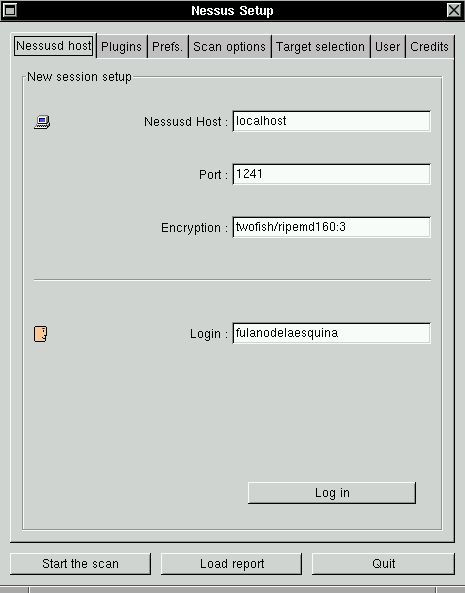 Nessus Setup
Nessusd host Plugins Prefs. Scan options Target selection User Credits
New session setup
Nessusd Host : localhost
Port : 1241
Encryption : twofish/ripemd160:3
Login : fulanodelaesquina
Log in
Start the scan Load report Quit